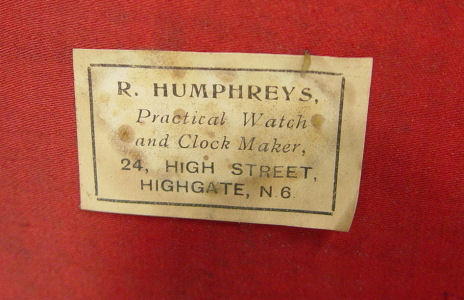 R. HUMPHREYS,
Practical Watch
and Clock Maker,
24, HIGH STREET,
HIGHGATE, N.6.